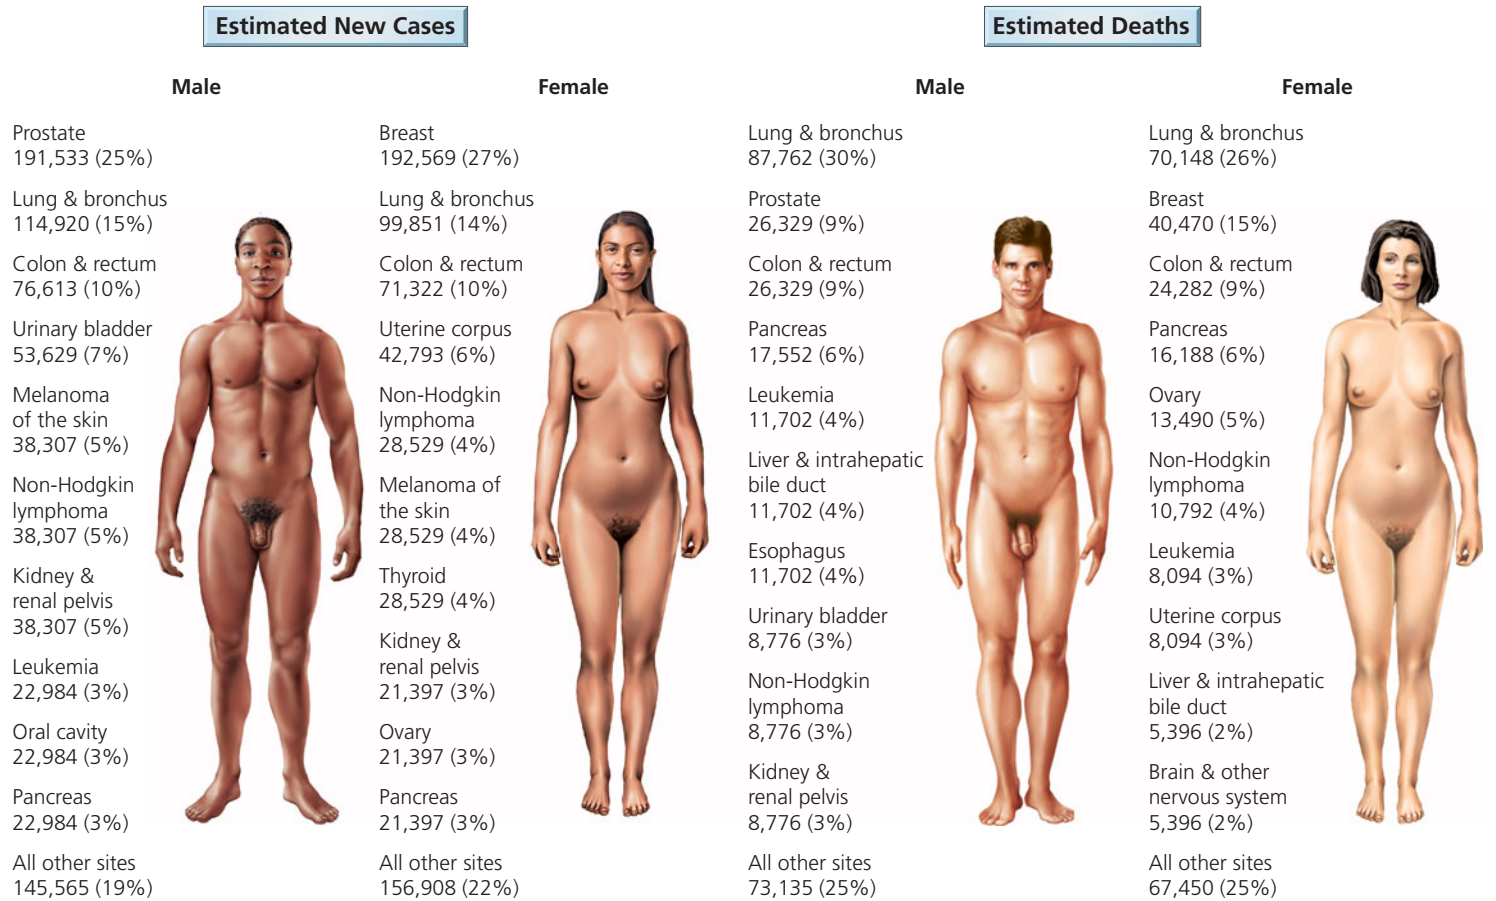 Estimated New Cases
Male
Prostate
191,533 (25%)
Lung & bronchus
114,920 (15%)
Colon & rectum
76,613 (10%)
Urinary bladder
53,629 (7%)
Melanoma
of the skin
38,307 (5%)
Non-Hodgkin
lymphoma
38,307 (5%)
Kidney &
renal pelvis
38,307 (5%)
Leukemia
22,984 (3%)
Oral cavity
22,984 (3%)
Pancreas
22,984 (3%)
All other sites
145,565 (19%)
Female
Breast
192,569 (27%)
Lung & bronchus
99,851 (14%)
Colon & rectum
71,322 (10%)
Uterine corpus
42,793 (6%)
Non-Hodgkin
lymphoma
28,529 (4%)
Melanoma of
the skin
28,529 (4%)
Thyroid
28,529 (4%)
Kidney &
renal pelvis
21,397 (3%)
Ovary
21,397 (3%)
Pancreas
21,397 (3%)
All other sites
156,908 (22%)
Estimated Deaths
Male
Lung & bronchus
87,762 (30%)
Prostate
26,329 (9%)
Colon & rectum
26,329 (9%)
Pancreas
17,552 (6%)
Leukemia
11,702 (4%)
Liver & intrahepatic
bile duct
11,702 (4%)
Esophagus
11,702 (4%)
Urinary bladder
8,776 (3%)
Non-Hodgkin
lymphoma
8,776 (3%)
Kidney &
renal pelvis
8,776 (3%)
All other sites
73,135 (25%)
Female
Lung & bronchus
70,148 (26%)
Breast
40,470 (15%)
Colon & rectum
24,282 (9%)
Pancreas
16,188 (6%)
Ovary
13,490 (5%)
Non-Hodgkin
lymphoma
10,792 (4%)
Leukemia
8,094 (3%)
Uterine corpus
8,094 (3%)
Liver & intrahepatic
bile duct
5,396 (2%)
Brain & other
nervous system
5,396 (2%)
All other sites
67,450 (25%)